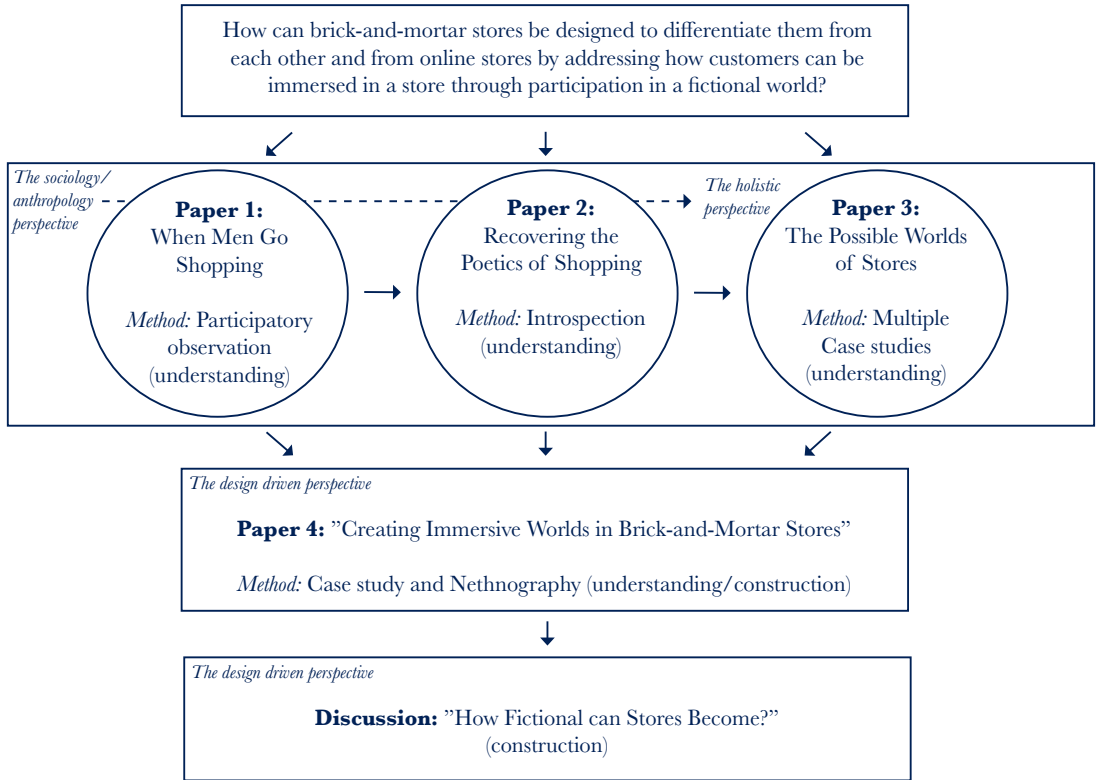 How can brick-and-mortar stores be designed to differentiate them from
each other and from online stores by addressing how customers can be
immersed in a store through participation in a fictional world?
The sociology/
anthropology
perspective
Paper 1:
When Men Go
Shopping
Method: Participatory
observation
(understanding)
Paper 2:
Recovering the
Poetics of Shopping
Method: Introspection
(understanding)
The holistic
perspective
Paper 3:
The Possible Worlds
of Stores
Method: Multiple
Case studies
(understanding)
The design driven perspective
Paper 4: ”Creating Immersive Worlds in Brick-and-Mortar Stores”
Method: Case study and Nethnography (understanding/construction)
The design driven perspective
Discussion: ”How Fictional can Stores Become?”
(construction)